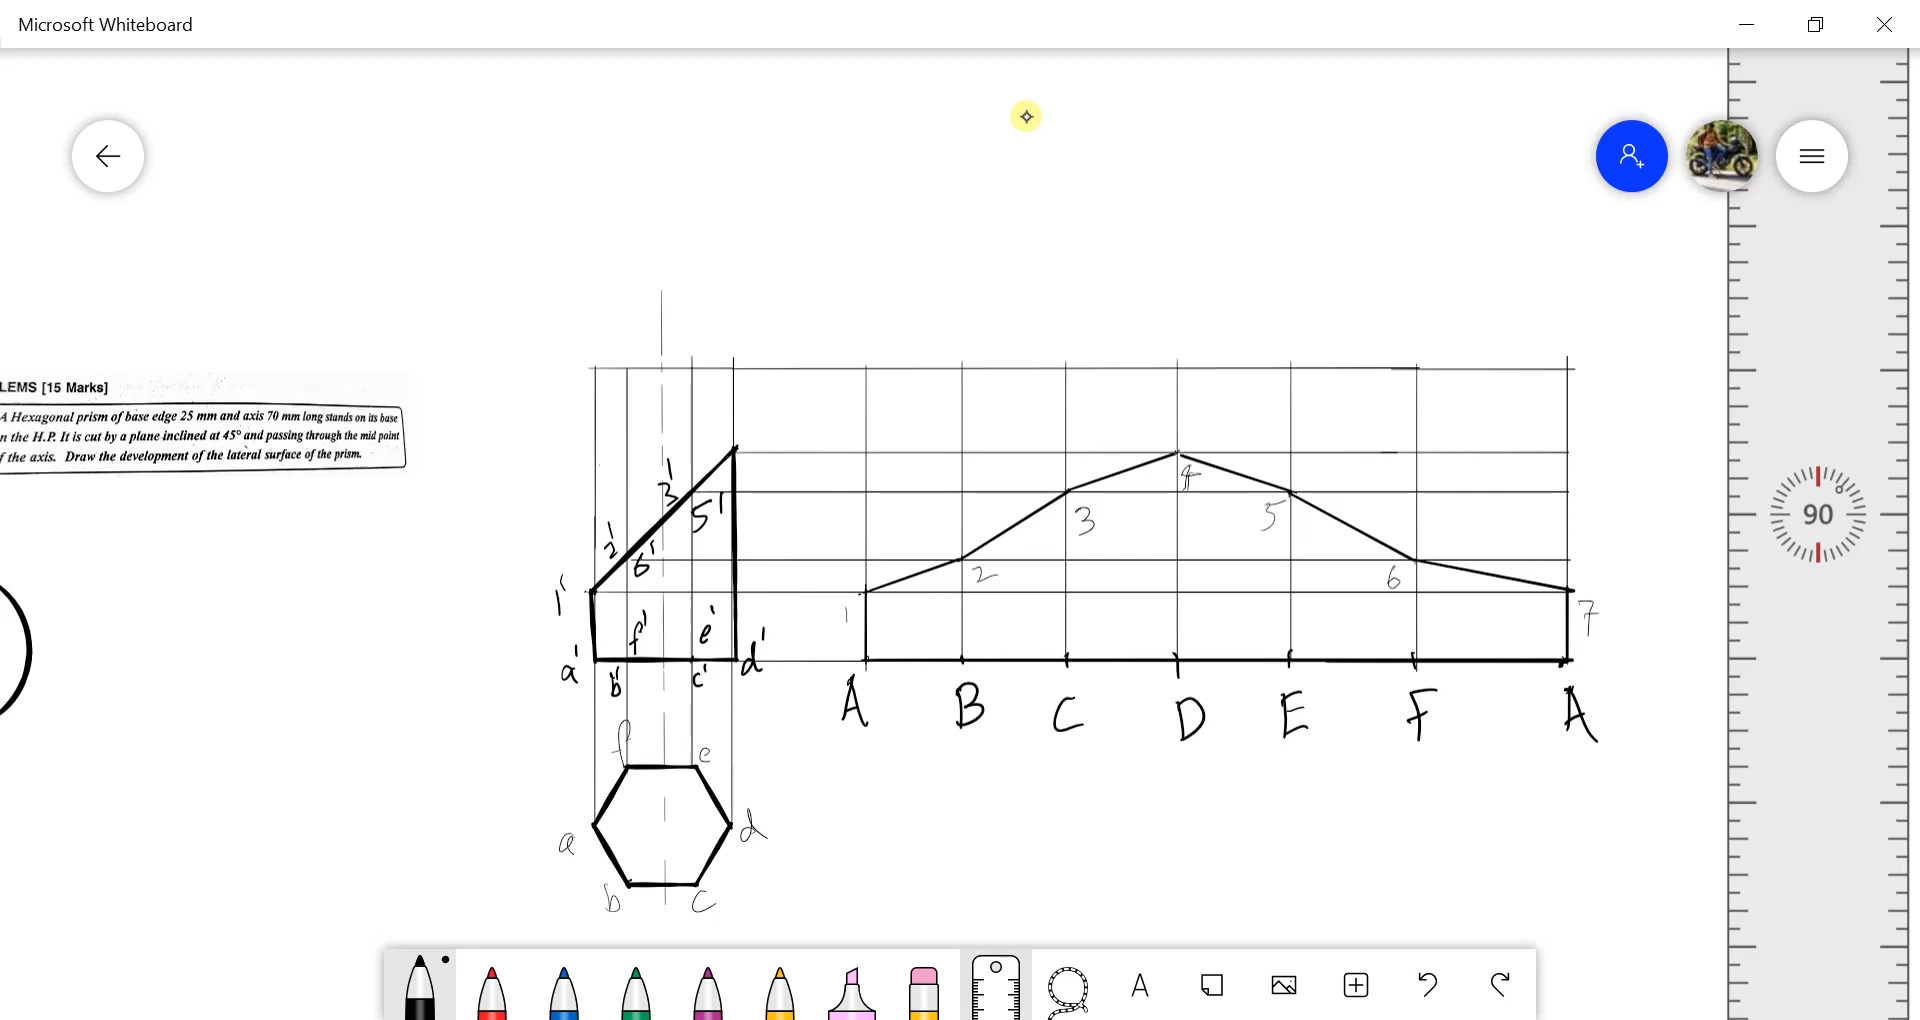 Microsoft Whiteboard
LEMS [15 Marks]
A Hexagonal prism of base edge 25 mm and axis 70 mm long stands on its base
n the H.P. It is cut by a plane inclined at 45° and passing through the mid point
f the axis. Draw the development of the lateral surface of the prism.
90
3'
5'
4
3
5
2'
6'
2
6
1'
1
7
f'
e'
a'
b'
c'
d'
A
B
C
D
E
F
A
f
e
a
d
b
c
A